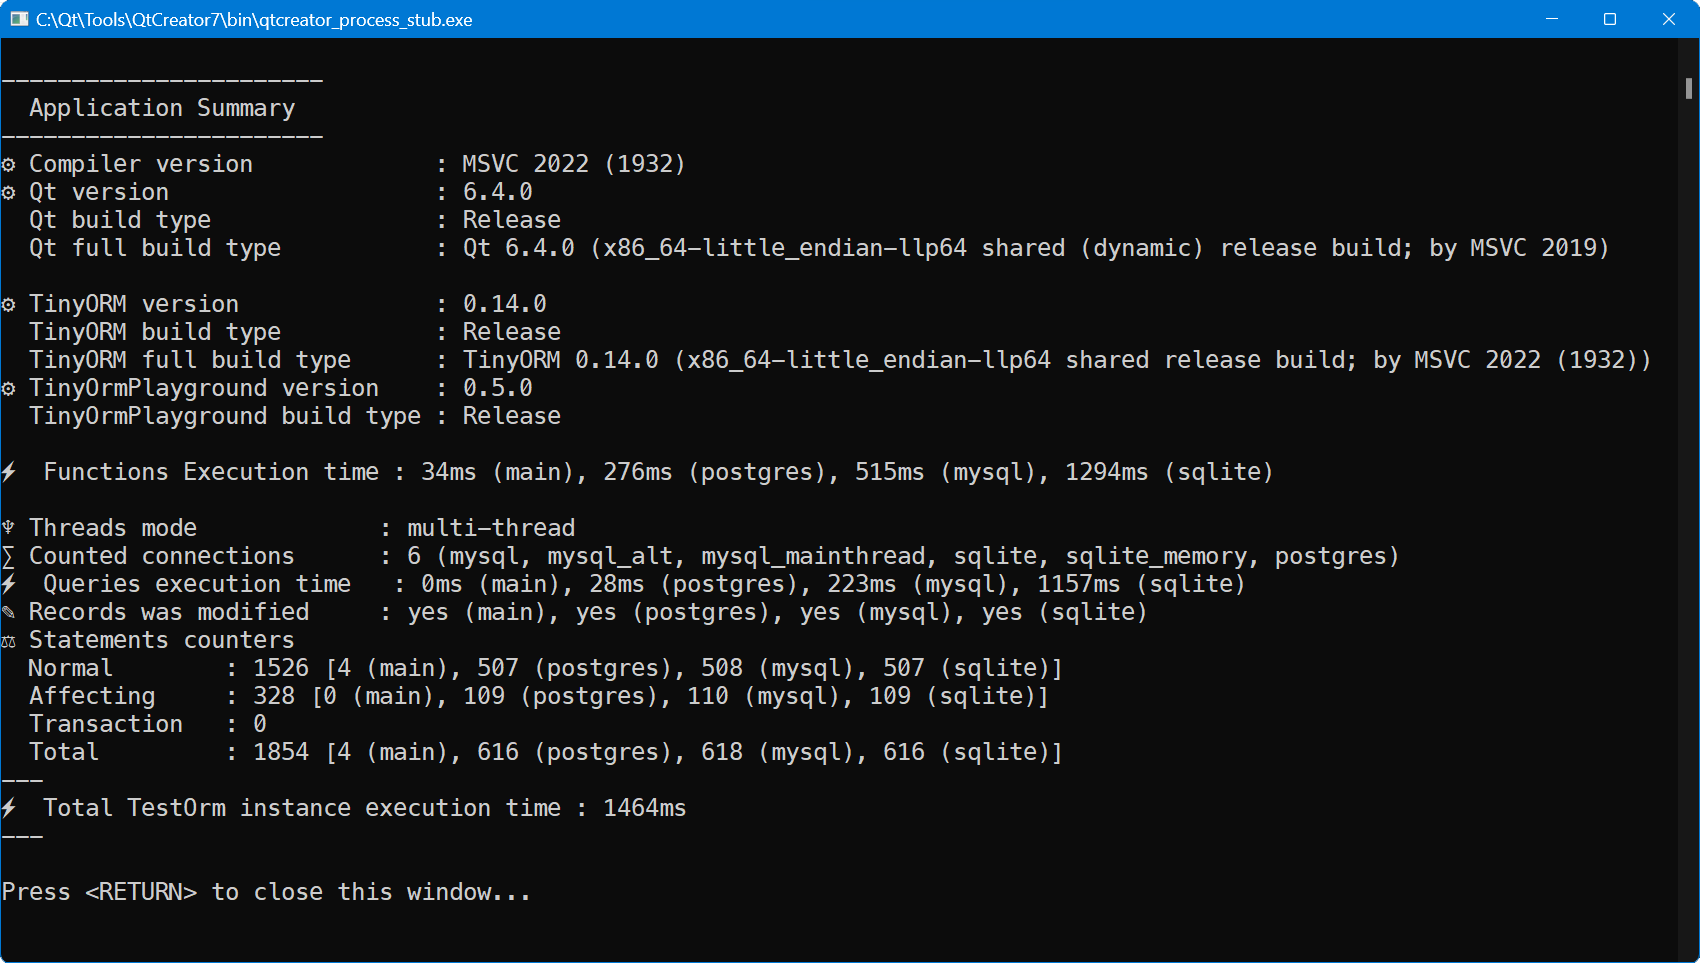 C:\Qt\Tools\QtCreator7\bin\qtcreator_process_stub.exe
-----------------------
  Application Summary
-----------------------
⚙ Compiler version             : MSVC 2022 (1932)
⚙ Qt version                   : 6.4.0
  Qt build type                : Release
  Qt full build type           : Qt 6.4.0 (x86_64-little_endian-llp64 shared (dynamic) release build; by MSVC 2019)

⚙ TinyORM version              : 0.14.0
  TinyORM build type           : Release
  TinyORM full build type      : TinyORM 0.14.0 (x86_64-little_endian-llp64 shared release build; by MSVC 2022 (1932))
⚙ TinyOrmPlayground version    : 0.5.0
  TinyOrmPlayground build type : Release

⚡  Functions Execution time : 34ms (main), 276ms (postgres), 515ms (mysql), 1294ms (sqlite)

♆ Threads mode             : multi-thread
∑ Counted connections      : 6 (mysql, mysql_alt, mysql_mainthread, sqlite, sqlite_memory, postgres)
⚡  Queries execution time   : 0ms (main), 28ms (postgres), 223ms (mysql), 1157ms (sqlite)
✎ Records was modified     : yes (main), yes (postgres), yes (mysql), yes (sqlite)
⚖ Statements counters
  Normal        : 1526 [4 (main), 507 (postgres), 508 (mysql), 507 (sqlite)]
  Affecting     : 328 [0 (main), 109 (postgres), 110 (mysql), 109 (sqlite)]
  Transaction   : 0
  Total         : 1854 [4 (main), 616 (postgres), 618 (mysql), 616 (sqlite)]
---
⚡  Total TestOrm instance execution time : 1464ms
---

Press <RETURN> to close this window...